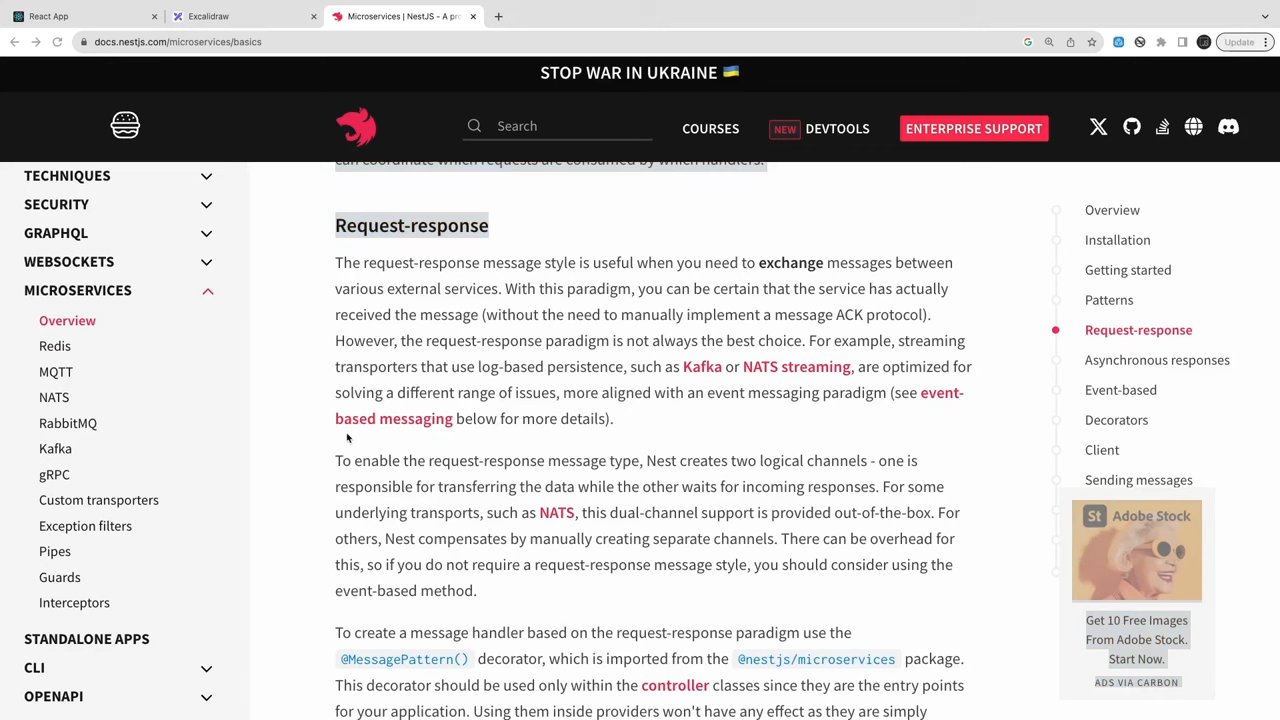 React App
Excalidraw
Microservices | NestJS - A pro
docs.nestjs.com/microservices/basics
Update
STOP WAR IN UKRAINE 🇺🇦
Search
COURSES
NEW
DEVTOOLS
ENTERPRISE SUPPORT
TECHNIQUES
SECURITY
GRAPHQL
WEBSOCKETS
MICROSERVICES
Overview
Redis
MQTT
NATS
RabbitMQ
Kafka
gRPC
Custom transporters
Exception filters
Pipes
Guards
Interceptors
STANDALONE APPS
CLI
OPENAPI
can coordinate which requests are consumed by which handlers.
Request-response
The request-response message style is useful when you need to exchange messages between
various external services. With this paradigm, you can be certain that the service has actually
received the message (without the need to manually implement a message ACK protocol).
However, the request-response paradigm is not always the best choice. For example, streaming
transporters that use log-based persistence, such as Kafka or NATS streaming, are optimized for
solving a different range of issues, more aligned with an event messaging paradigm (see event-
based messaging below for more details).
To enable the request-response message type, Nest creates two logical channels - one is
responsible for transferring the data while the other waits for incoming responses. For some
underlying transports, such as NATS, this dual-channel support is provided out-of-the-box. For
others, Nest compensates by manually creating separate channels. There can be overhead for
this, so if you do not require a request-response message style, you should consider using the
event-based method.
To create a message handler based on the request-response paradigm use the
@MessagePattern() decorator, which is imported from the @nestjs/microservices package.
This decorator should be used only within the controller classes since they are the entry points
for your application. Using them inside providers won't have any effect as they are simply
Overview
Installation
Getting started
Patterns
Request-response
Asynchronous responses
Event-based
Decorators
Client
Sending messages
St Adobe Stock
Get 10 Free Images
From Adobe Stock.
Start Now.
ADS VIA CARBON